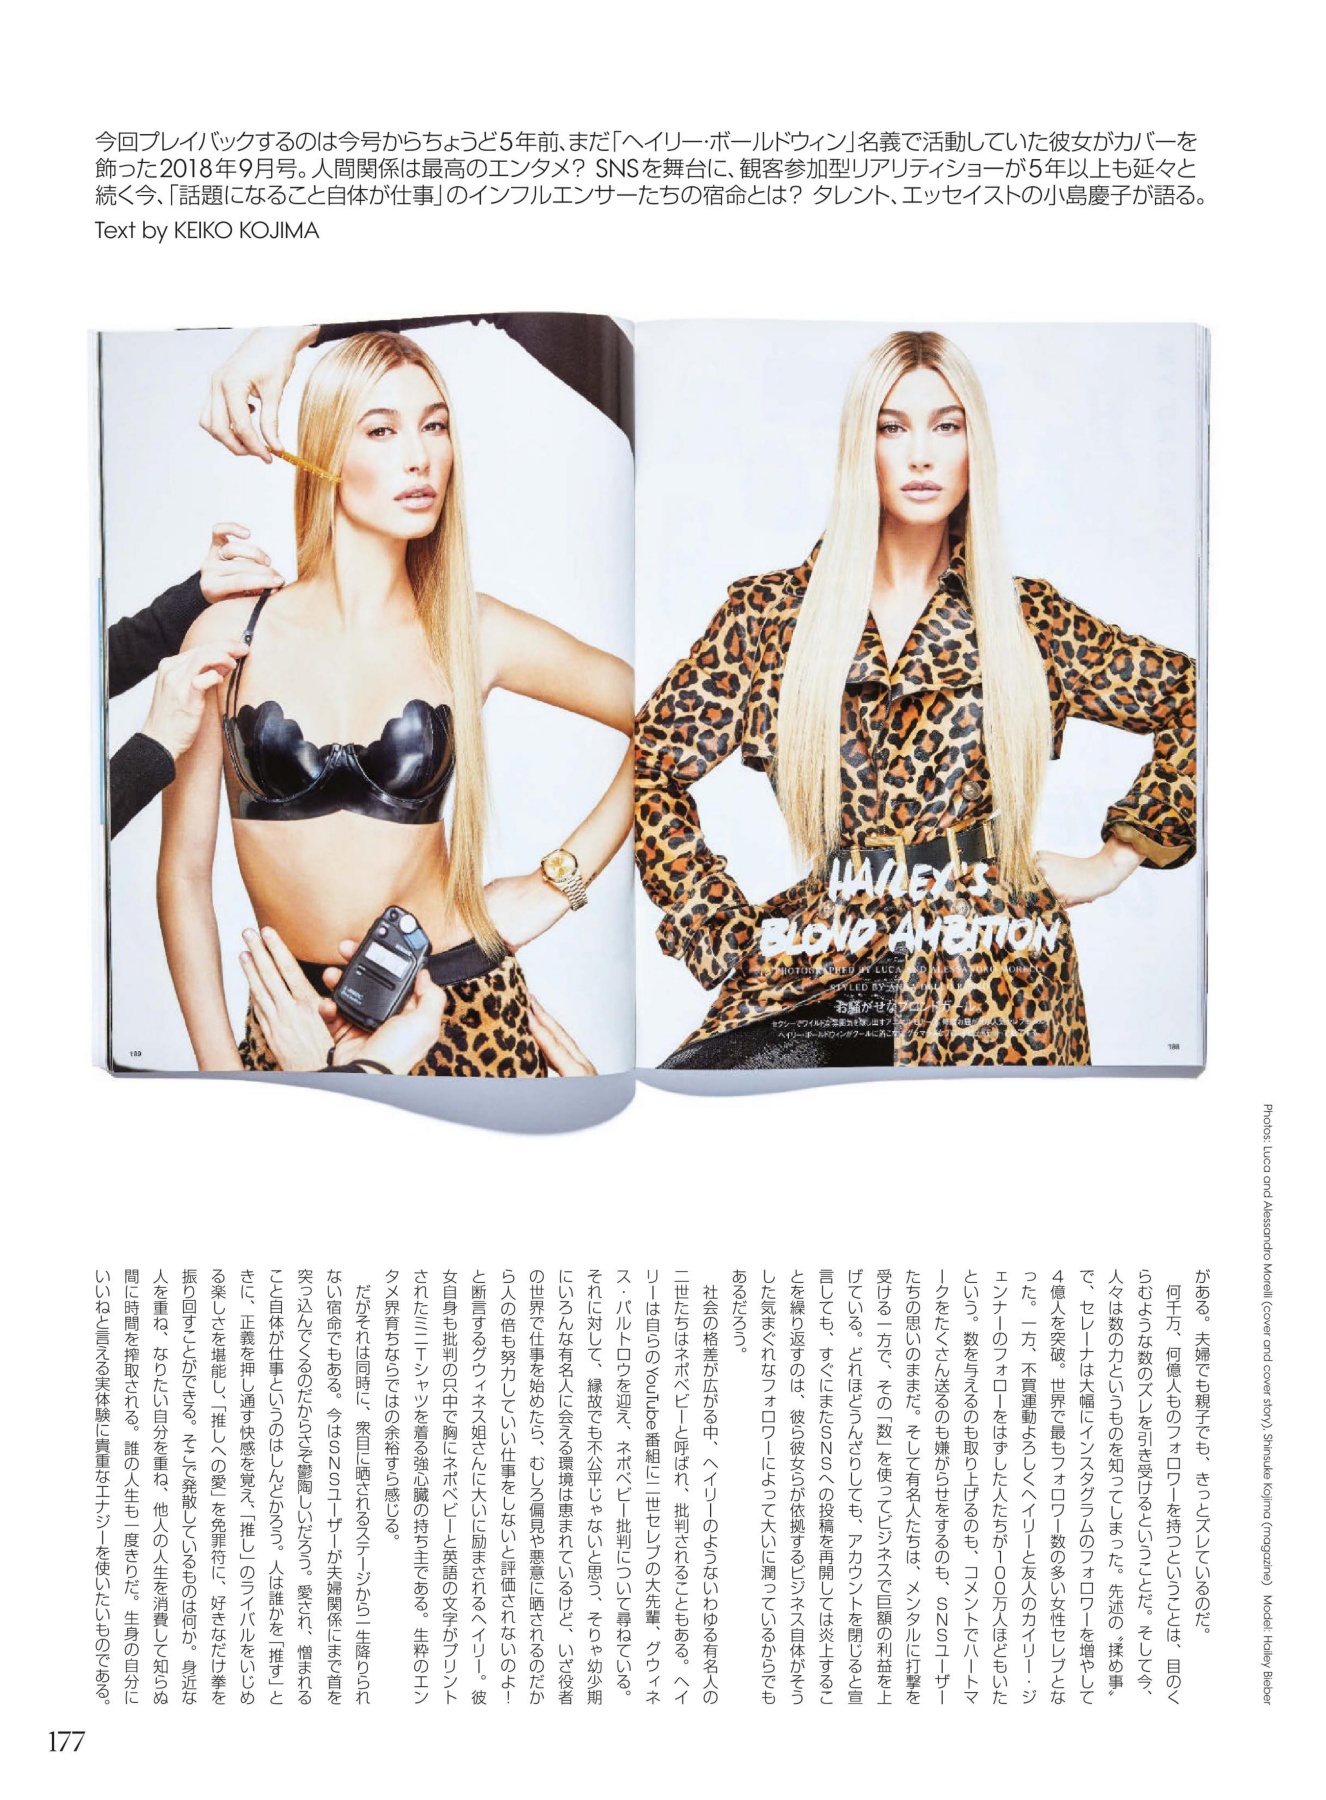 今回プレイバックするのは今号からちょうど5年前、まだ「ヘイリー・ボールドウィン」名義で活動していた彼女がカバーを
飾った2018年9月号。人間関係は最高のエンタメ? SNSを舞台に、観客参加型リアリティショーが5年以上も延々と
続く今、「話題になること自体が仕事」のインフルエンサーたちの宿命とは? タレント、エッセイストの小島慶子が語る。
Text by KEIKO KOJIMA
HAILEY'S
BLOND AMBITION
PHOTOGRAPHED BY LUCA AND ALESSANDRO MORELLI
STYLED BY ANNA DELLO RUSSO
お騒がせなブロンドガール。
189
188
Photos: Luca and Alessandro Morelli (cover and cover story), Shinsuke Kojima (magazine) Model: Hailey Bieber
がある。夫婦でも親子でも、きっとズレているのだ。
何千万、何億人ものフォロワーを持つということは、目のく
らむような数のズレを引き受けるということだ。そして今、
人々は数の力というものを知ってしまった。先述の〝揉め事〟
で、セレーナは大幅にインスタグラムのフォロワーを増やして
4億人を突破。世界で最もフォロワー数の多い女性セレブとな
った。一方、不買運動よろしくヘイリーと友人のカイリー・ジ
ェンナーのフォローをはずした人たちが100万人ほどもいた
という。数を与えるのも取り上げるのも、コメントでハートマ
ークをたくさん送るのも嫌がらせをするのも、SNSユーザー
たちの思いのままだ。そして有名人たちは、メンタルに打撃を
受ける一方で、その「数」を使ってビジネスで巨額の利益を上
げている。どれほどうんざりしても、アカウントを閉じると宣
言しても、すぐにまたSNSへの投稿を再開しては炎上するこ
とを繰り返すのは、彼ら彼女らが依拠するビジネス自体がそう
した気まぐれなフォロワーによって大いに潤っているからでも
あるだろう。
社会の格差が広がる中、ヘイリーのようないわゆる有名人の
二世たちはネポベビーと呼ばれ、批判されることもある。ヘイ
リーは自らのYouTube番組に二世セレブの大先輩、グウィネ
ス・パルトロウを迎え、ネポベビー批判について尋ねている。
それに対して、縁故でも不公平じゃないと思う、そりゃ幼少期
にいろんな有名人に会える環境は恵まれているけど、いざ役者
の世界で仕事を始めたら、むしろ偏見や悪意に晒されるのだか
ら人の倍も努力していい仕事をしないと評価されないのよ!
と断言するグウィネス姐さんに大いに励まされるヘイリー。彼
女自身も批判の只中で胸にネポベビーと英語の文字がプリント
されたミニTシャツを着る強心臓の持ち主である。生粋のエン
タメ界育ちならではの余裕すら感じる。
だがそれは同時に、衆目に晒されるステージから一生降りられ
ない宿命でもある。今はSNSユーザーが夫婦関係にまで首を
突っ込んでくるのだからさぞ鬱陶しいだろう。愛され、憎まれる
こと自体が仕事というのはしんどかろう。人は誰かを「推す」と
きに、正義を押し通す快感を覚え、「推し」のライバルをいじめ
る楽しさを堪能し、「推しへの愛」を免罪符に、好きなだけ拳を
振り回すことができる。そこで発散しているものは何か。身近な
人を重ね、なりたい自分を重ね、他人の人生を消費して知らぬ
間に時間を搾取される。誰の人生も一度きりだ。生身の自分に
いいねと言える実体験に貴重なエナジーを使いたいものである。
177